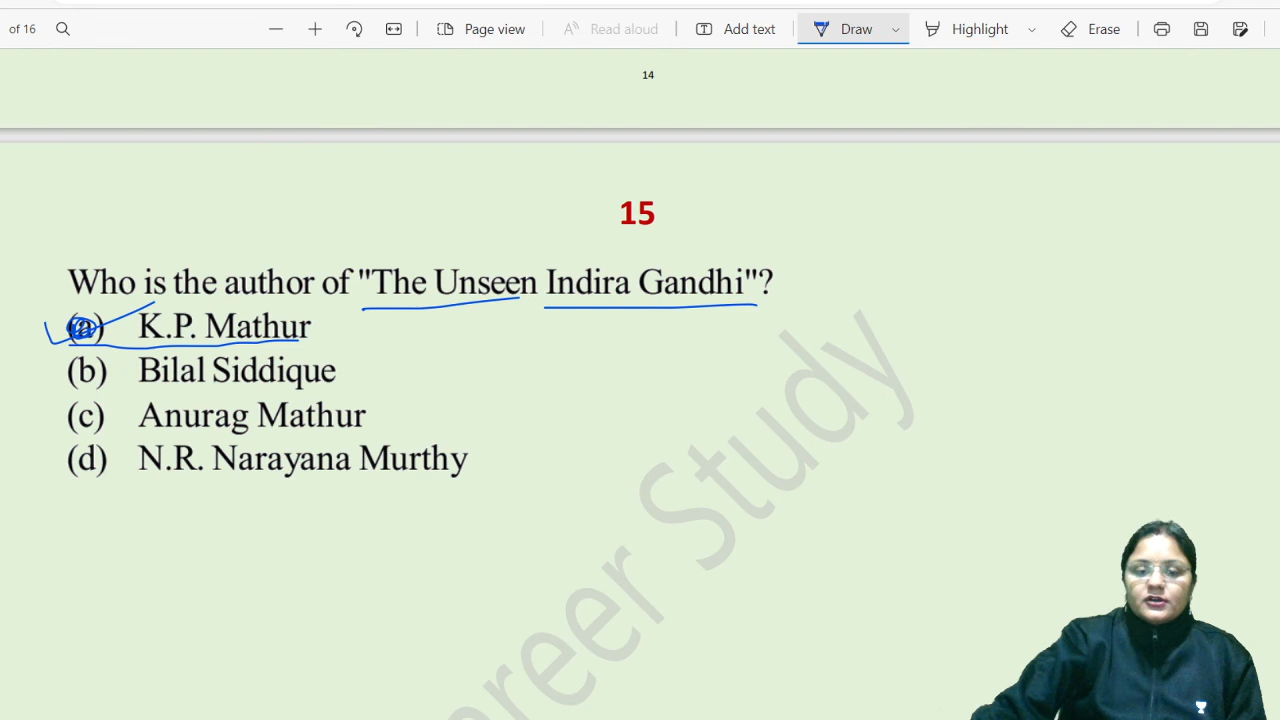 of 16 Page view Read aloud Add text Draw Highlight Erase
14
15
Who is the author of "The Unseen Indira Gandhi"?
(a) K.P. Mathur
(b) Bilal Siddique
(c) Anurag Mathur
(d) N.R. Narayana Murthy
Study